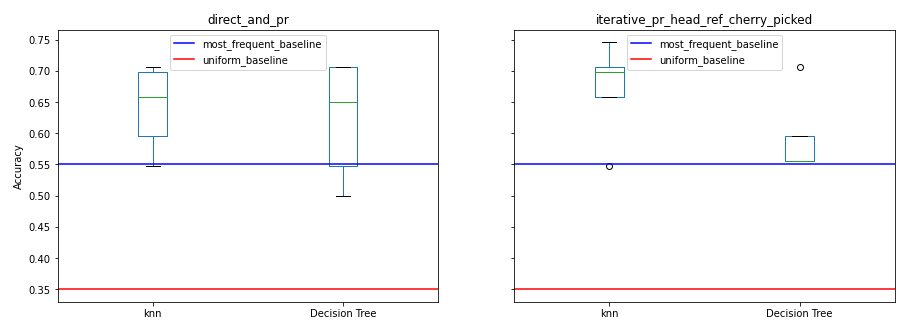 direct_and_pr
iterative_pr_head_ref_cherry_picked
most_frequent_baseline
uniform_baseline
most_frequent_baseline
uniform_baseline
Accuracy
0.75
0.70
0.65
0.60
0.55
0.50
0.45
0.40
0.35
knn
Decision Tree
knn
Decision Tree